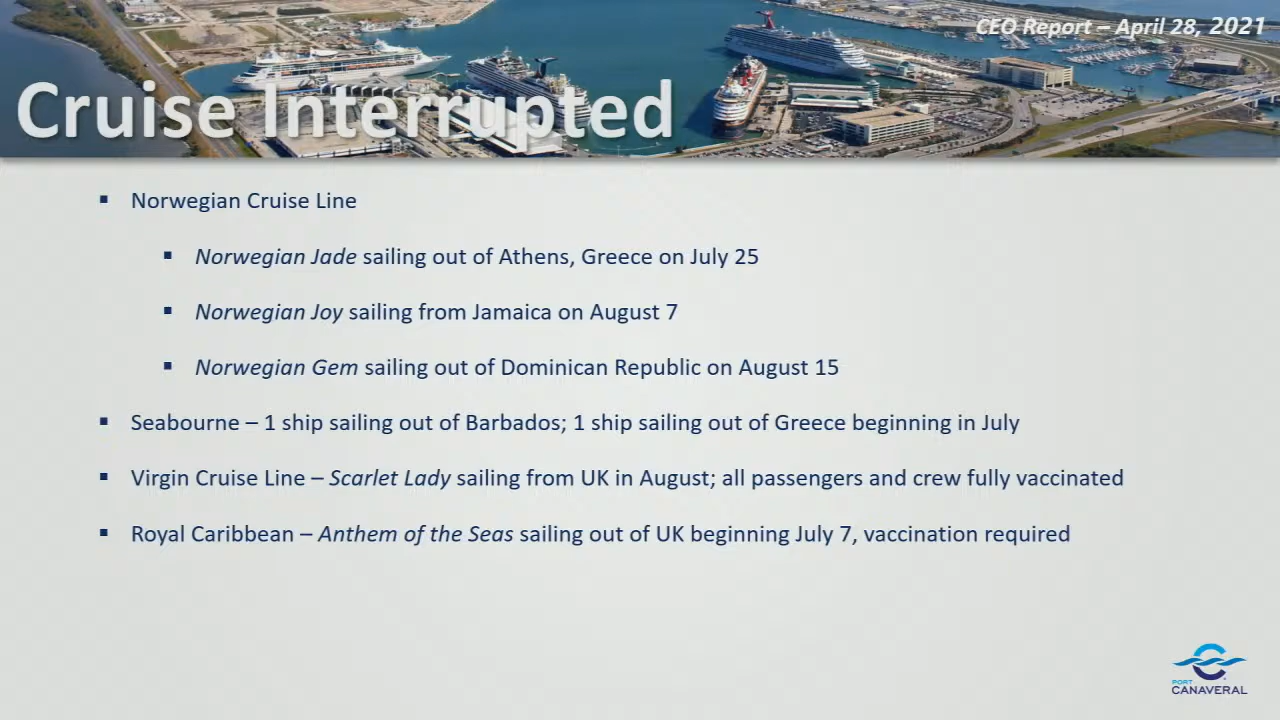 CEO Report – April 28, 2021
Cruise Interrupted
▪ Norwegian Cruise Line
▪ Norwegian Jade sailing out of Athens, Greece on July 25
▪ Norwegian Joy sailing from Jamaica on August 7
▪ Norwegian Gem sailing out of Dominican Republic on August 15
▪ Seabourne – 1 ship sailing out of Barbados; 1 ship sailing out of Greece beginning in July
▪ Virgin Cruise Line – Scarlet Lady sailing from UK in August; all passengers and crew fully vaccinated
▪ Royal Caribbean – Anthem of the Seas sailing out of UK beginning July 7, vaccination required
PORT
CANAVERAL